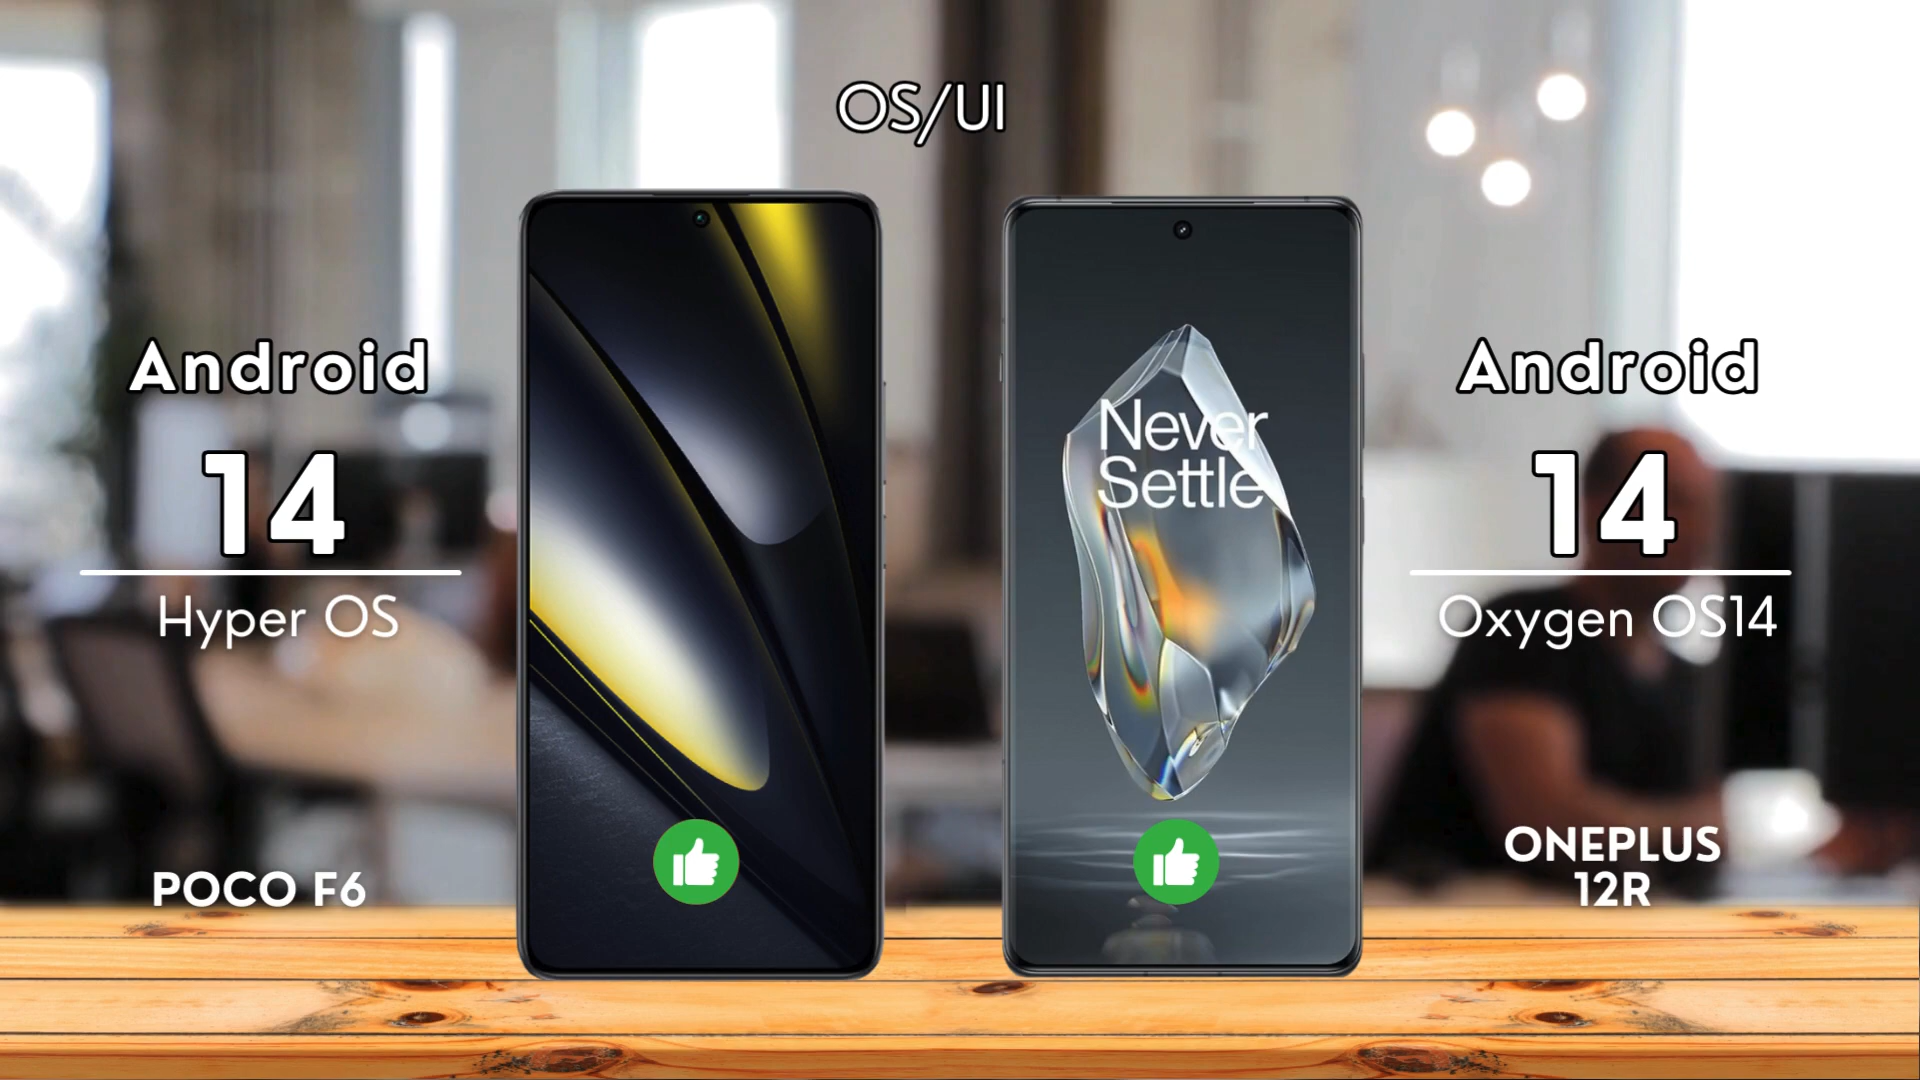 OS/UI
Android
14
Hyper OS
POCO F6
Never
Settle
Android
14
Oxygen OS14
ONEPLUS
12R